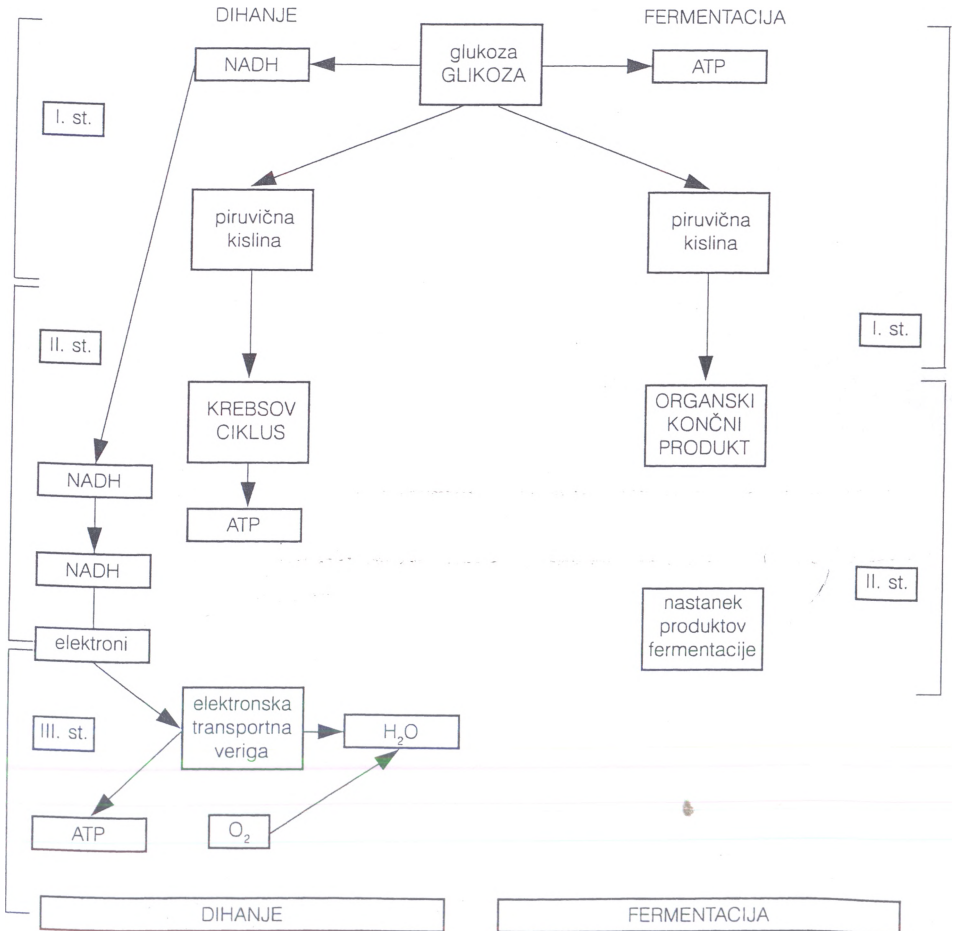 DIHANJE
FERMENTACIJA
NADH
glukoza
GLIKOZA
ATP
I. st.
piruvična
kislina
piruvična
kislina
II. st.
I. st.
KREBSOV
CIKLUS
ORGANSKI
KONČNI
PRODUKT
NADH
ATP
NADH
II. st.
nastanek
produktov
fermentacije
elektroni
elektronska
transportna
veriga
III. st.
H₂O
ATP
O₂
DIHANJE
FERMENTACIJA